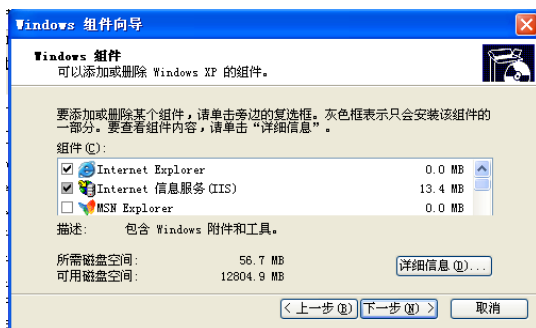 Windows 组件向导
Windows 组件
可以添加或删除 Windows XP 的组件。
要添加或删除某个组件，请单击旁边的复选框。灰色框表示只会安装该组件的
一部分。要查看组件内容，请单击“详细信息”。
组件(C):
Internet Explorer 0.0 MB
Internet 信息服务(IIS) 13.4 MB
MSN Explorer 0.0 MB
描述: 包含 Windows 附件和工具。
所需磁盘空间: 56.7 MB
可用磁盘空间: 12804.9 MB
详细信息(D)...
< 上一步(B) 下一步(N) > 取消